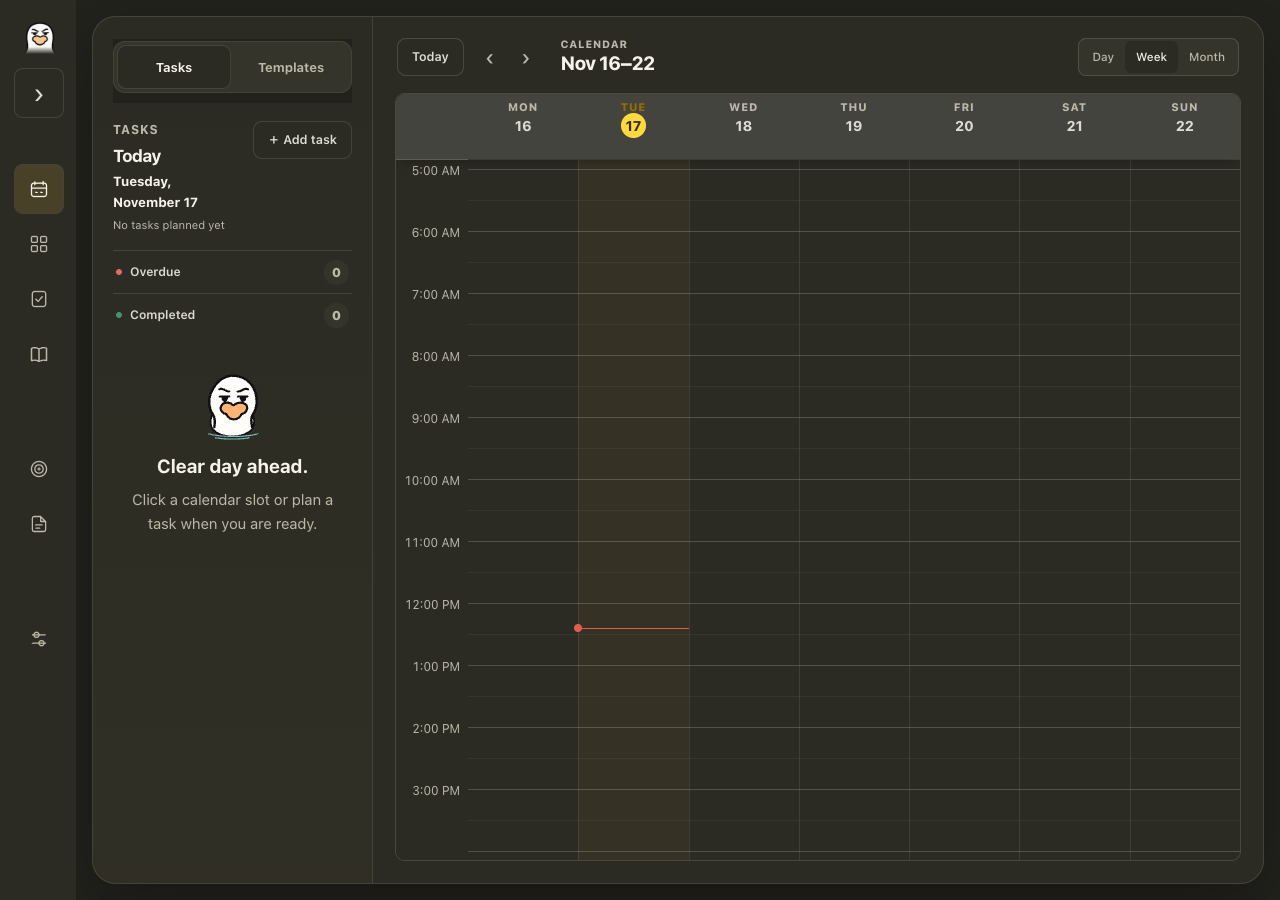 Tasks
Templates
TASKS
+ Add task
Today
Tuesday,
November 17
No tasks planned yet
Overdue
0
Completed
0
Clear day ahead.
Click a calendar slot or plan a
task when you are ready.
Today
CALENDAR
Nov 16–22
Day
Week
Month
MON
16
TUE
17
WED
18
THU
19
FRI
20
SAT
21
SUN
22
5:00 AM
6:00 AM
7:00 AM
8:00 AM
9:00 AM
10:00 AM
11:00 AM
12:00 PM
1:00 PM
2:00 PM
3:00 PM